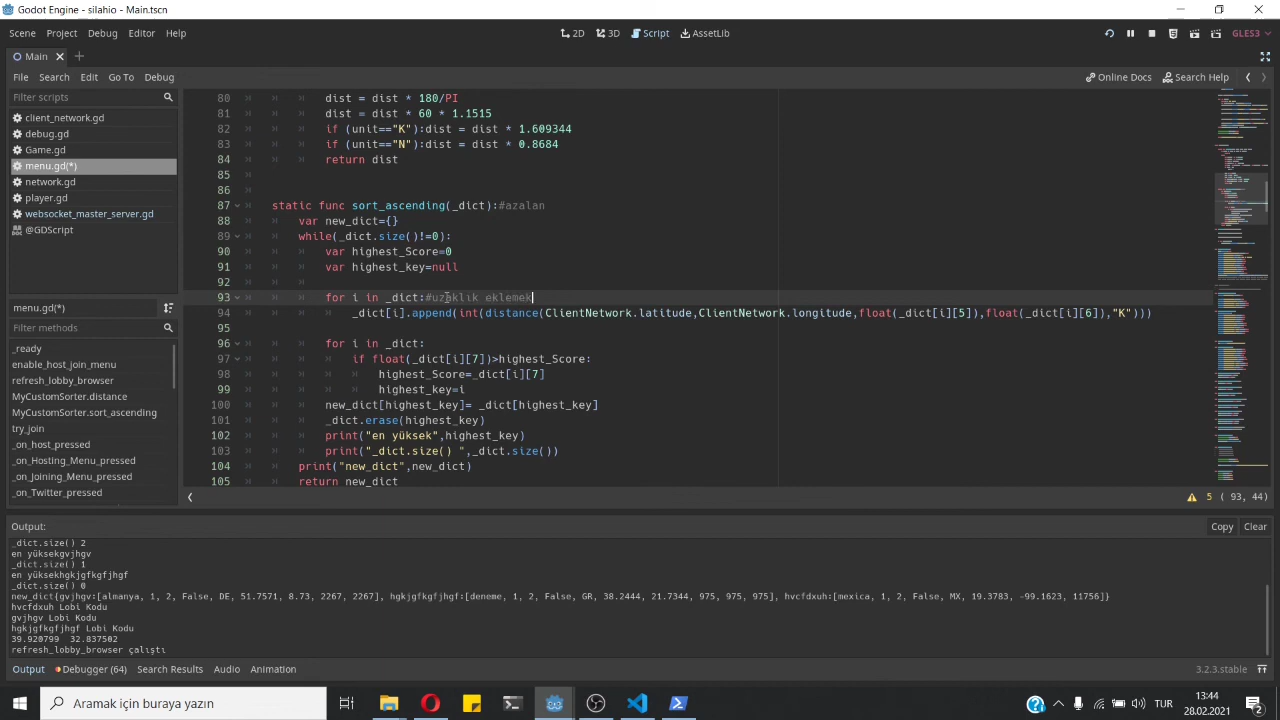 Godot Engine - silahio - Main.tscn
Scene Project Debug Editor Help
2D 3D Script AssetLib
GLES3
Main
File Search Edit Go To Debug
Online Docs Search Help
Filter scripts
client_network.gd
debug.gd
Game.gd
menu.gd(*)
network.gd
player.gd
websocket_master_server.gd
@GDScript
menu.gd(*)
Filter methods
_ready
enable_host_join_menu
refresh_lobby_browser
MyCustomSorter.distance
MyCustomSorter.sort_ascending
try_join
_on_host_pressed
_on_Hosting_Menu_pressed
_on_Joining_Menu_pressed
_on_Twitter_pressed
80 dist = dist * 180/PI
81 dist = dist * 60 * 1.1515
82 if (unit=="K"):dist = dist * 1.609344
83 if (unit=="N"):dist = dist * 0.8684
84 return dist
85
86
87 static func sort_ascending(_dict):#azalan
88 var new_dict={}
89 while(_dict.size()!=0):
90 var highest_Score=0
91 var highest_key=null
92
93 for i in _dict:#uzaklık eklemek
94 _dict[i].append(int(distance(ClientNetwork.latitude,ClientNetwork.longitude,float(_dict[i][5]),float(_dict[i][6]),"K")))
95
96 for i in _dict:
97 if float(_dict[i][7])>highest_Score:
98 highest_Score=_dict[i][7]
99 highest_key=i
100 new_dict[highest_key]= _dict[highest_key]
101 _dict.erase(highest_key)
102 print("en yüksek",highest_key)
103 print("_dict.size() ",_dict.size())
104 print("new_dict",new_dict)
105 return new_dict
5 ( 93, 44)
Output:
Copy Clear
_dict.size() 2
en yüksekgvjhgv
_dict.size() 1
en yüksekhgkjgfkgfjhgf
_dict.size() 0
new_dict{gvjhgv:[almanya, 1, 2, False, DE, 51.7571, 8.73, 2267, 2267], hgkjgfkgfjhgf:[deneme, 1, 2, False, GR, 38.2444, 21.7344, 975, 975, 975], hvcfdxuh:[mexica, 1, 2, False, MX, 19.3783, -99.1623, 11756]}
hvcfdxuh Lobi Kodu
gvjhgv Lobi Kodu
hgkjgfkgfjhgf Lobi Kodu
39.920799 32.837502
refresh_lobby_browser çalıştı
Output Debugger (64) Search Results Audio Animation
3.2.3.stable
Aramak için buraya yazın
TUR
13:44
28.02.2021
2